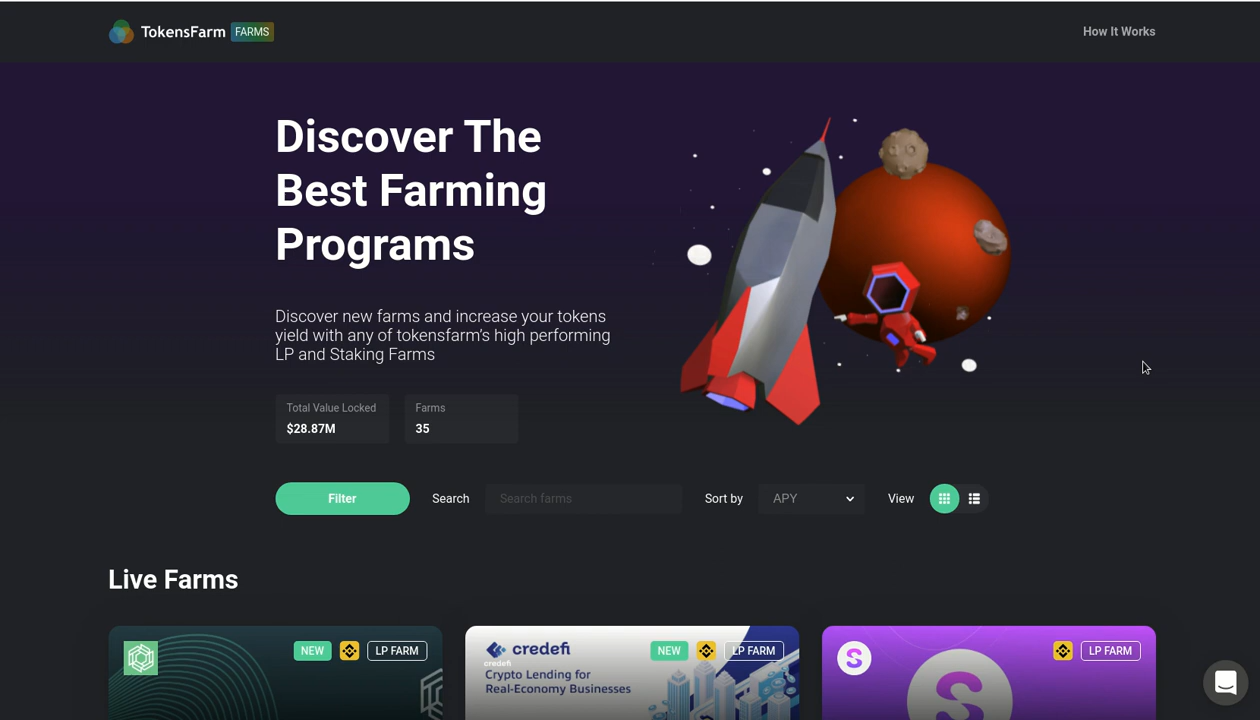 TokensFarm FARMS
How It Works
Discover The
Best Farming
Programs
Discover new farms and increase your tokens
yield with any of tokensfarm's high performing
LP and Staking Farms
Total Value Locked
$28.87M
Farms
35
Filter
Search
Search farms
Sort by
APY
View
Live Farms
NEW
LP FARM
credefi
credefi
Crypto Lending for
Real-Economy Businesses
NEW
LP FARM
S
LP FARM
S